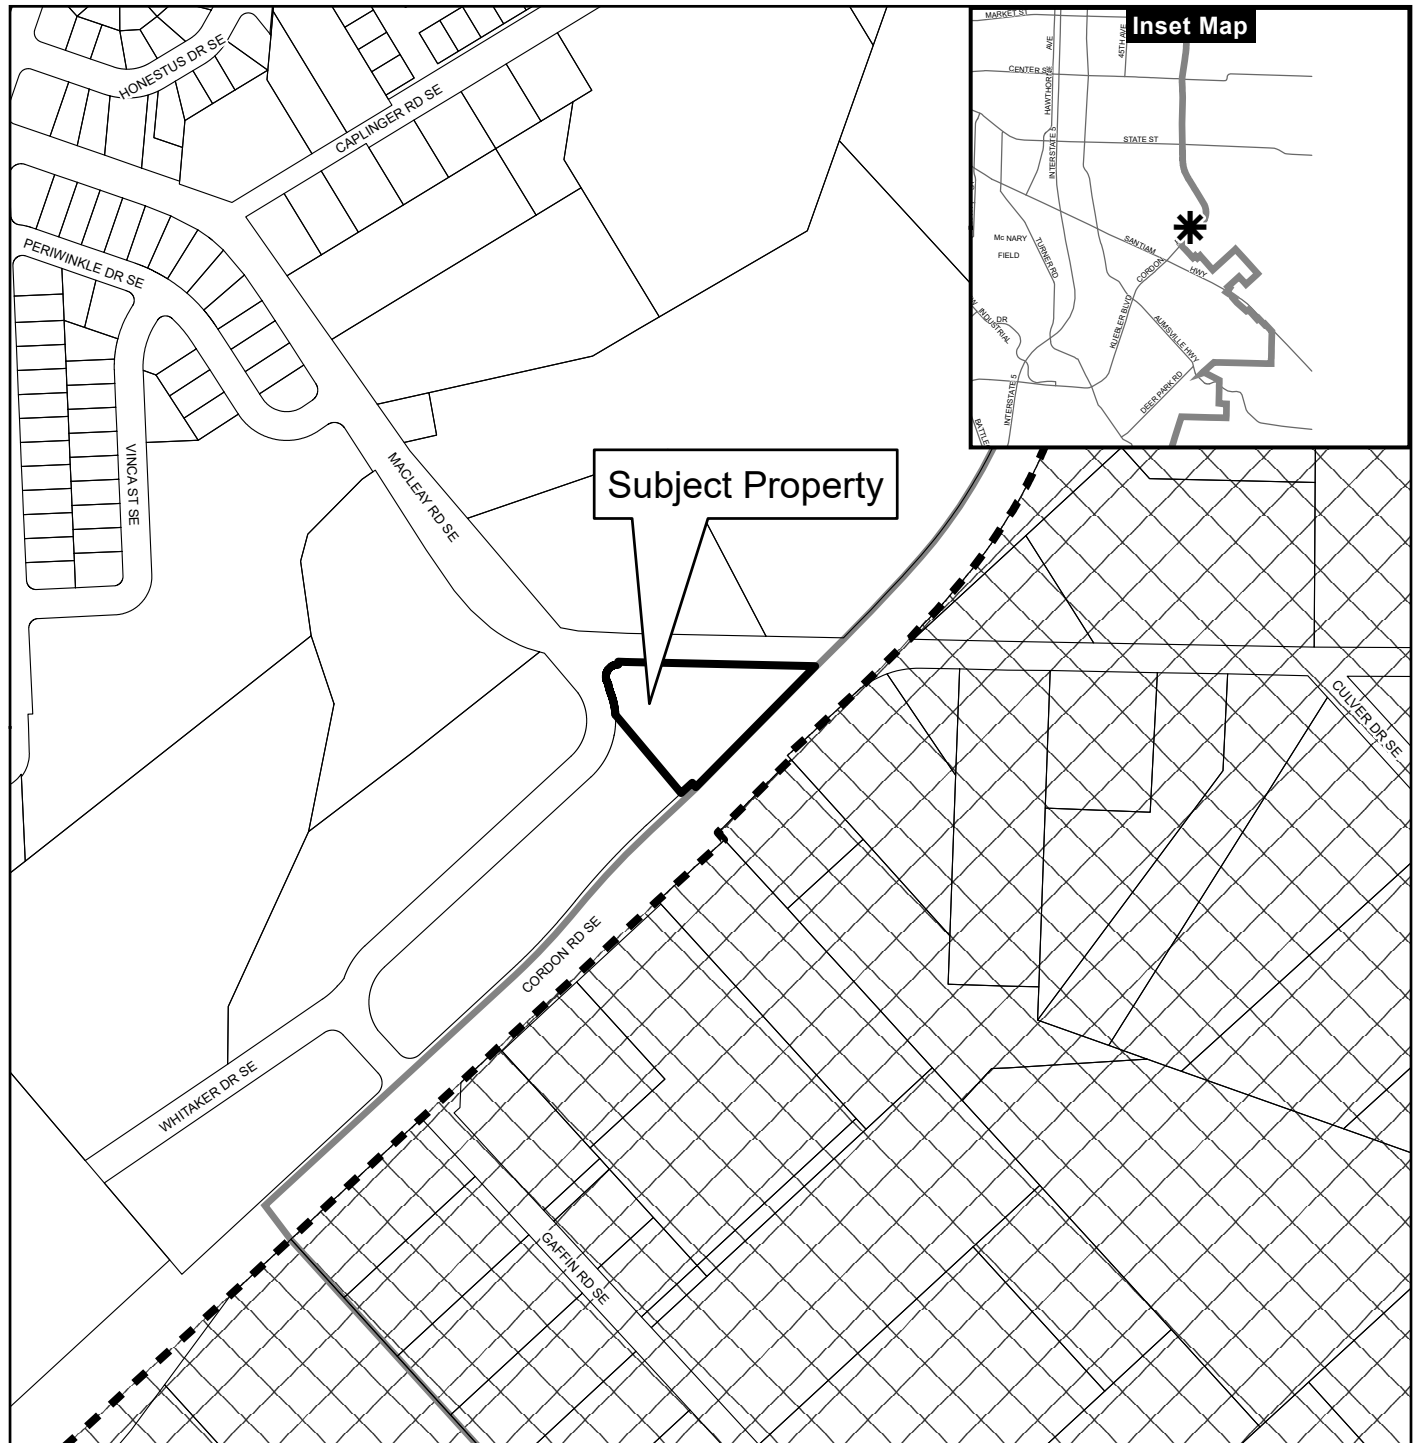 HONESTUS DR SE
CAPLINGER RD SE
PERIWINKLE DR SE
VINCA ST SE
MACLEAY RD SE
Subject Property
CULVER DR SE
CORDON RD SE
WHITAKER DR SE
GAFFIN RD SE
Inset Map
MARKET ST
45TH AVE
AVE
HAWTHORNE
CENTER ST
INTERSTATE 5
STATE ST
Mc NARY
FIELD
TURNER RD
SANTIAM
HWY
CORDON
KUEBLER BLVD
INDUSTRIAL
DR
AUMSVILLE HWY
DEER PARK RD
INTERSTATE 5
BATTLE